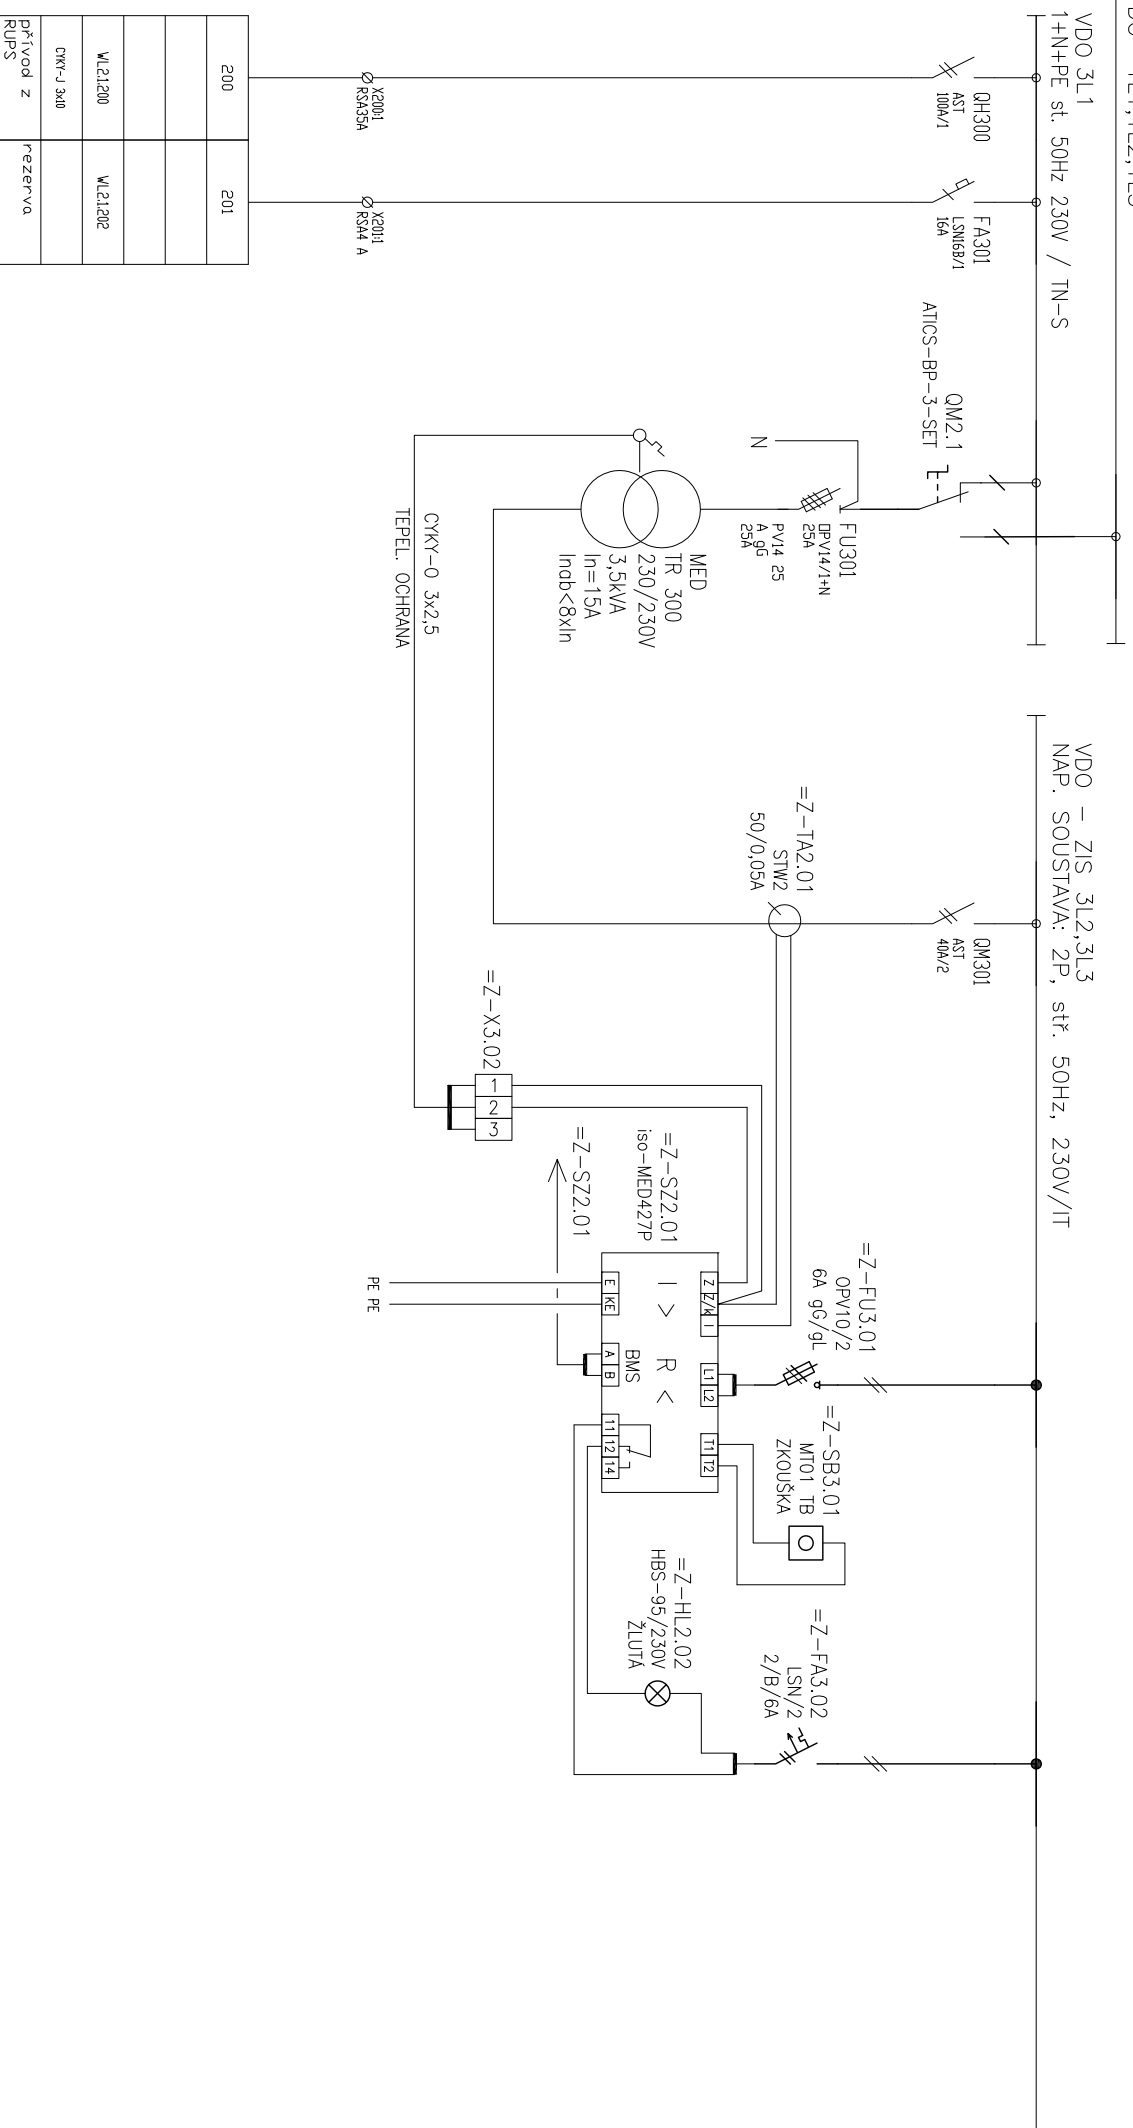 VDO 3L1
1+N+PE st. 50Hz 230V / TN-S
VDO - ZIS 3L2,3L3
NAP. SOUSTAVA: 2P, stř. 50Hz, 230V/IT
QH300
AST
100A/1
FA301
LSN16B/1
16A
QM2.1
ATICS-BP-3-SET
FU301
OPV14/1+N
25A
PV14 25
A gG
25A
N
MED
TR 300
230/230V
3,5kVA
In=15A
Inab<8xIn
CYKY-O 3x2,5
TEPEL. OCHRANA
QM301
AST
40A/2
=Z-TA2.01
STW2
50/0,05A
=Z-X3.02
1
2
3
=Z-SZ2.01
iso-MED427P
=Z-SZ2.01
Z
Z/k
I
L1
L2
T1
T2
I >
R <
E
KE
BMS
A
B
11
12
14
PE PE
=Z-FU3.01
OPV10/2
6A gG/gL
=Z-SB3.01
MT01 TB
ZKOUŠKA
=Z-HL2.02
HBS-95/230V
ŽLUTÁ
=Z-FA3.02
LSN/2
2/B/6A
X200:1
RSA35A
X201:1
RSA4 A
200
201
WL2.1.200
WL2.1.202
CYKY-J 3x10
přívod z
RUPS
rezerva